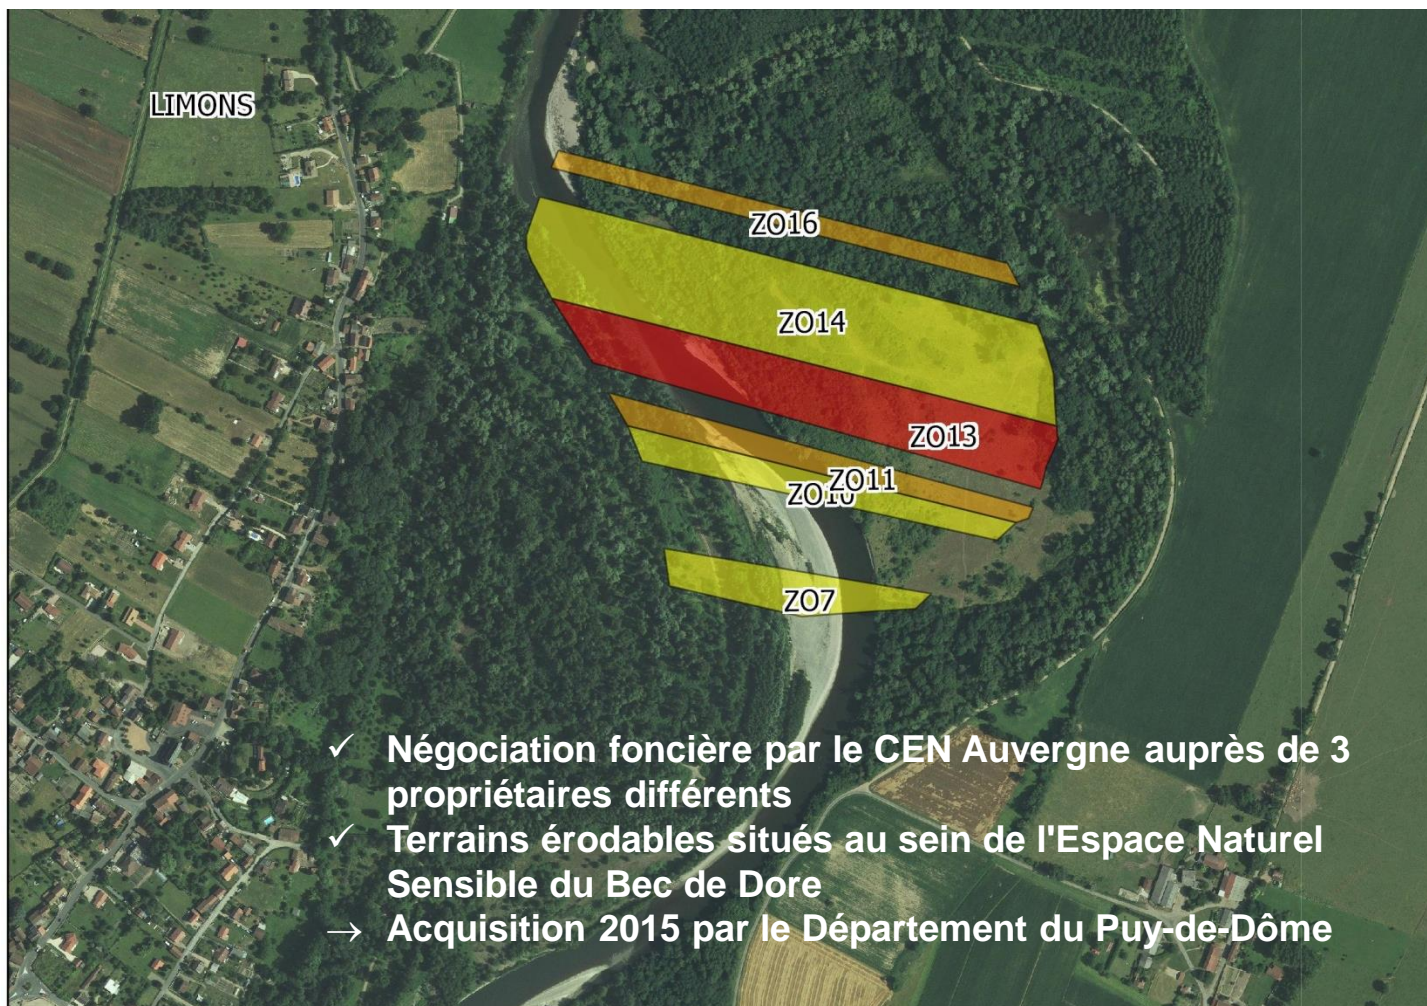 LIMONS
ZO16
ZO14
ZO13
ZO11
ZO10
ZO7
✓ Négociation foncière par le CEN Auvergne auprès de 3
propriétaires différents
✓ Terrains érodables situés au sein de l'Espace Naturel
Sensible du Bec de Dore
→ Acquisition 2015 par le Département du Puy-de-Dôme